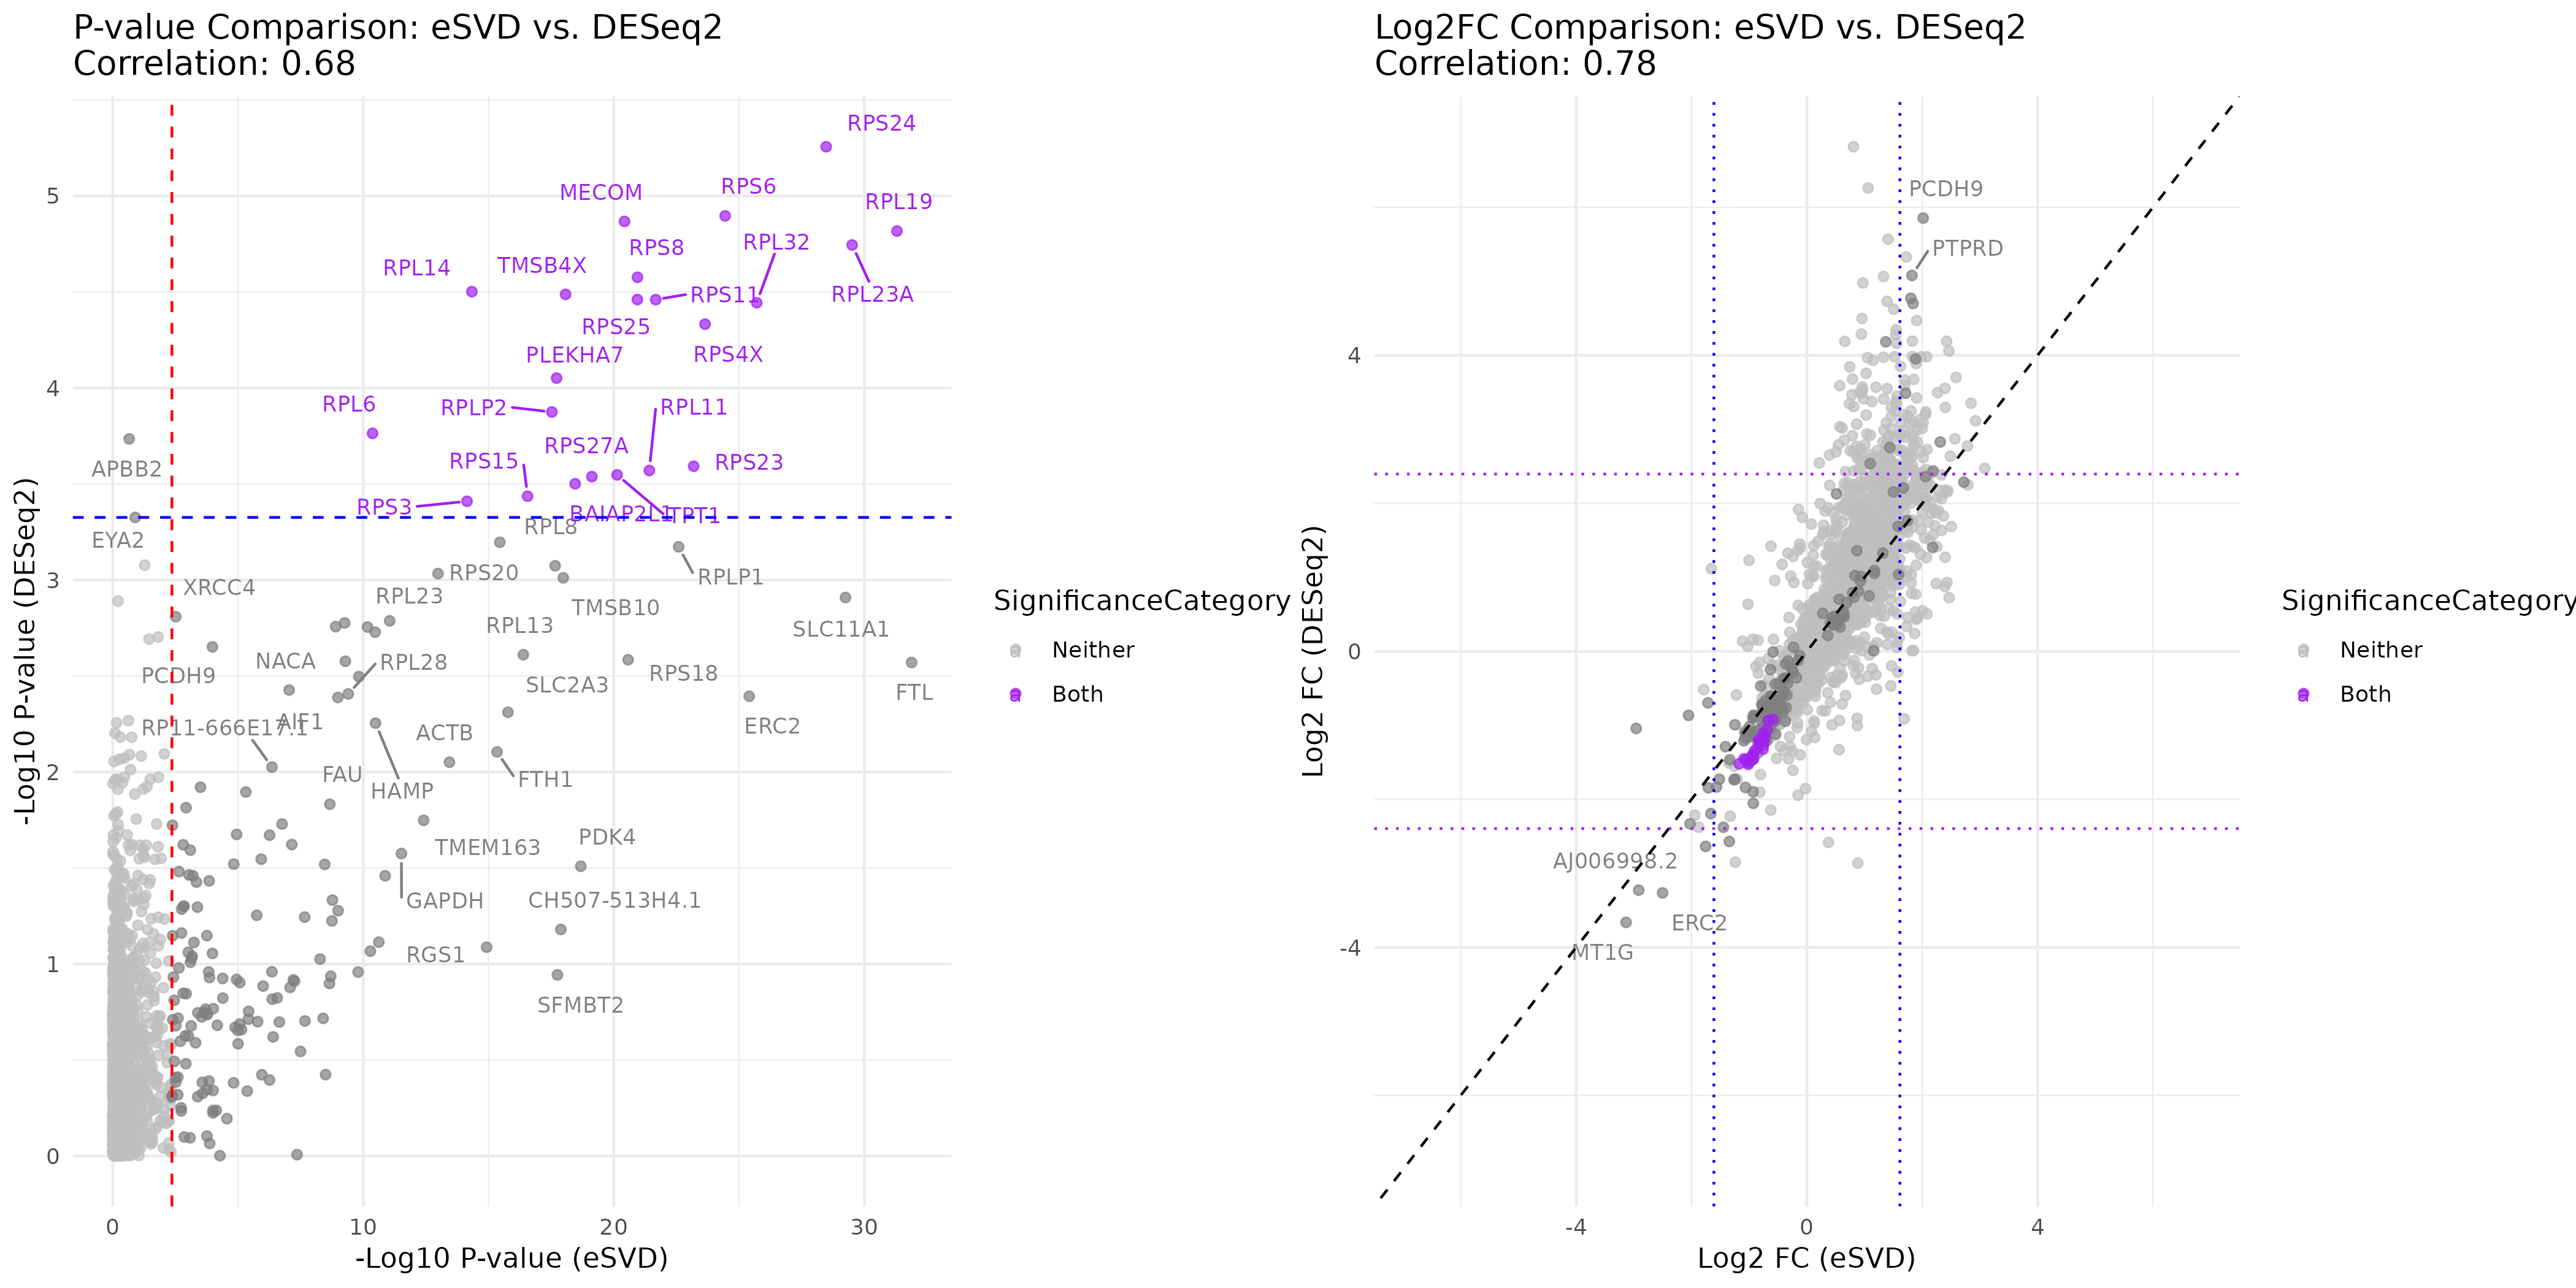 P-value Comparison: eSVD vs. DESeq2
Correlation: 0.68
RPS24
MECOM
RPS6
RPL19
RPS8
RPL32
RPL14
TMSB4X
RPS11
RPL23A
RPS25
PLEKHA7
RPS4X
RPL6
RPLP2
RPL11
RPS27A
RPS15
RPS23
APBB2
RPS3
BAIAP2L1
TPT1
RPL8
EYA2
RPS20
RPLP1
XRCC4
RPL23
TMSB10
RPL13
SLC11A1
PCDH9
NACA
RPL28
SLC2A3
RPS18
FTL
RP11-666E17.1
AIF1
ACTB
ERC2
FAU
HAMP
FTH1
TMEM163
PDK4
GAPDH
CH507-513H4.1
RGS1
SFMBT2
5
4
3
2
1
0
0
10
20
30
-Log10 P-value (DESeq2)
-Log10 P-value (eSVD)
SignificanceCategory
Neither
Both
Log2FC Comparison: eSVD vs. DESeq2
Correlation: 0.78
PCDH9
PTPRD
AJ006998.2
ERC2
MT1G
4
0
-4
-4
0
4
Log2 FC (DESeq2)
Log2 FC (eSVD)
SignificanceCategory
Neither
Both